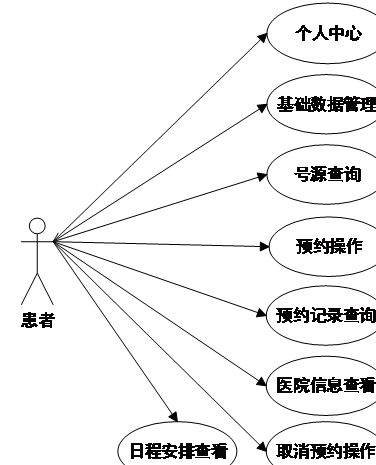 个人中心
基础数据管理
号源查询
预约操作
患者
预约记录查询
医院信息查看
日程安排查看
取消预约操作